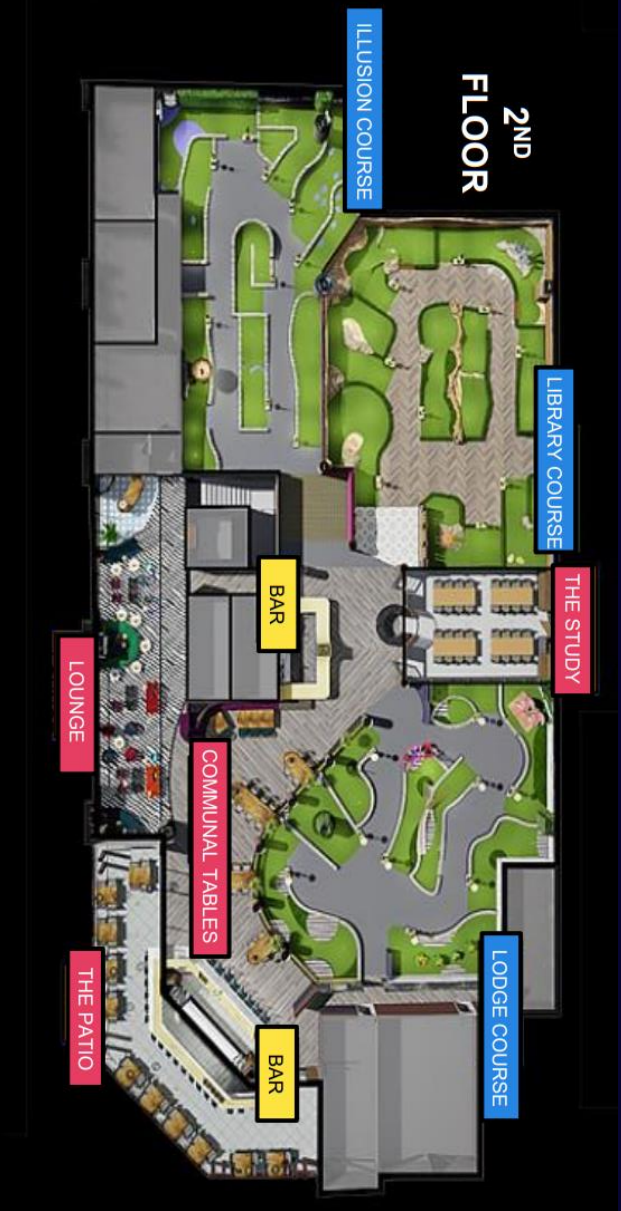 2ND
FLOOR
ILLUSION COURSE
LIBRARY COURSE
THE STUDY
BAR
LOUNGE
COMMUNAL TABLES
LODGE COURSE
THE PATIO
BAR